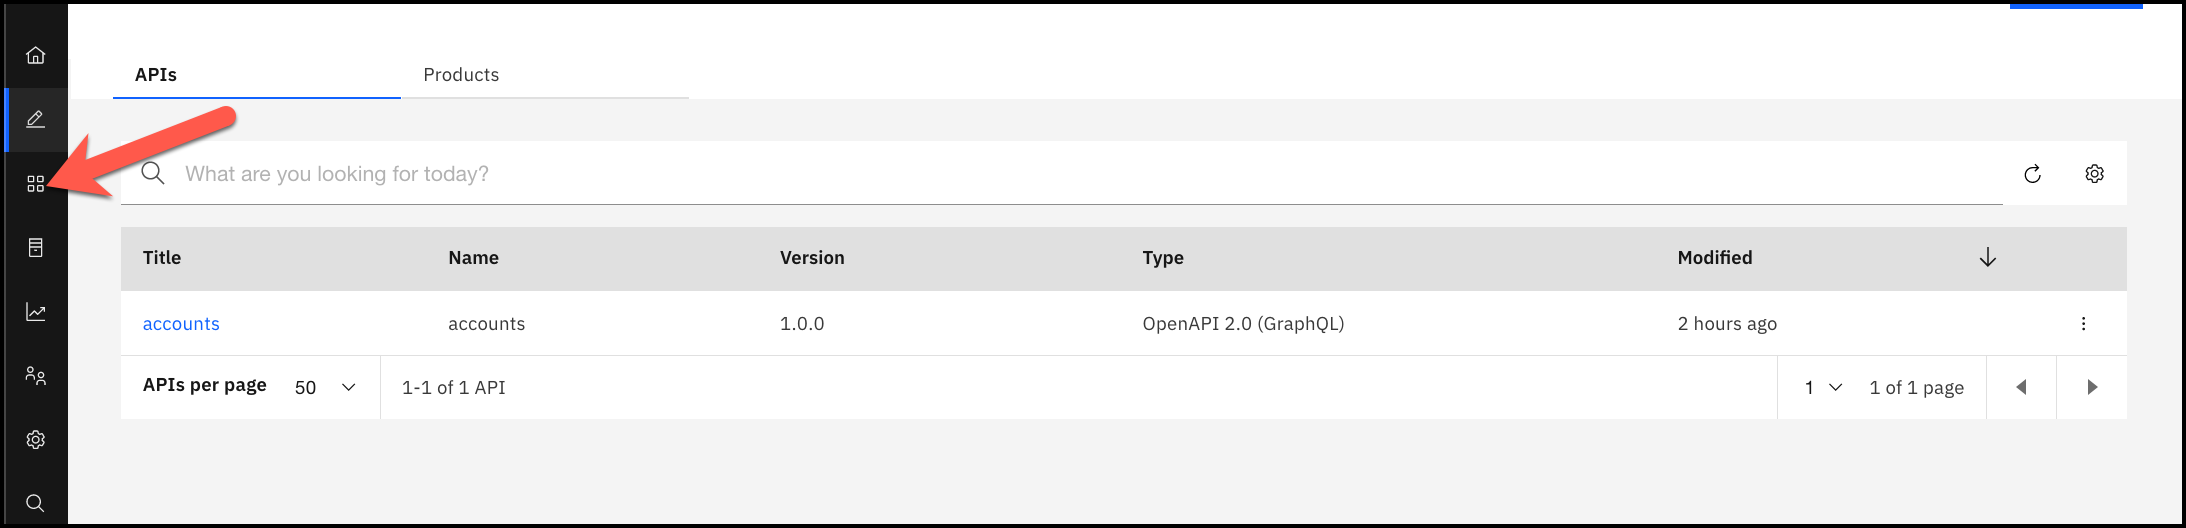 APIs Products
What are you looking for today?
Title Name Version Type Modified
accounts accounts 1.0.0 OpenAPI 2.0 (GraphQL) 2 hours ago
APIs per page 50 1-1 of 1 API 1 1 of 1 page